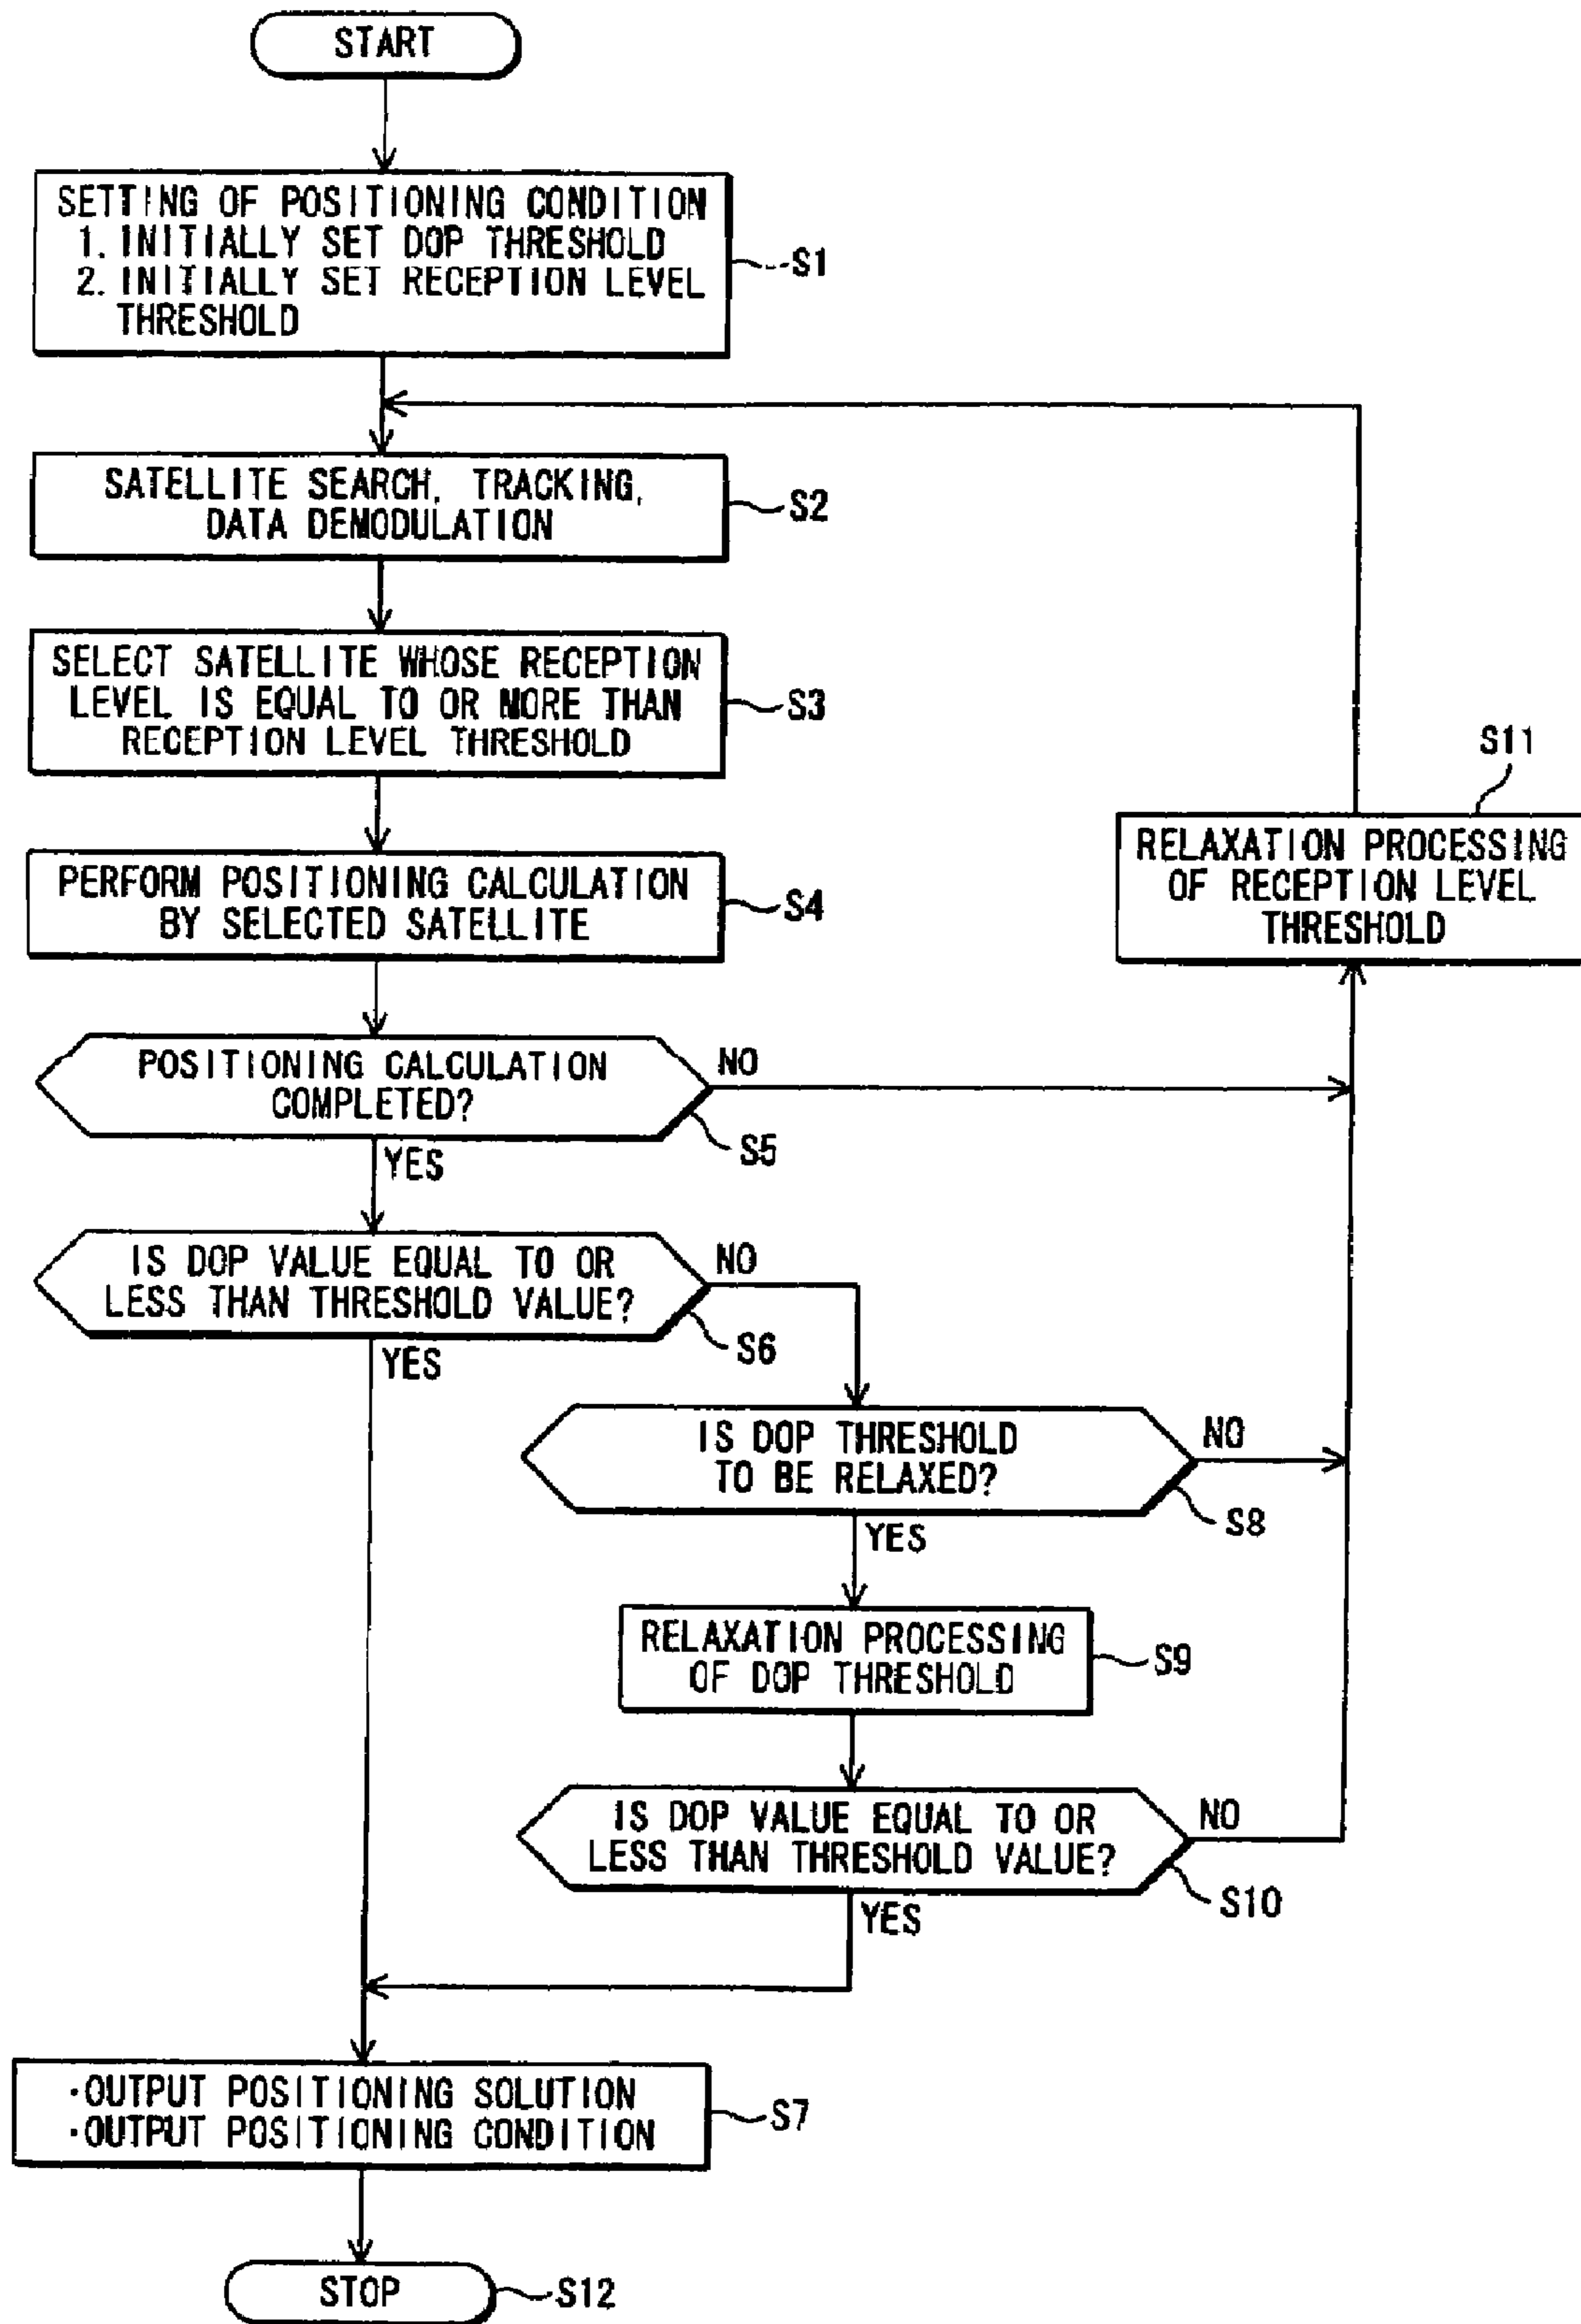 START
SETTING OF POSITIONING CONDITION
1. INITIALLY SET DOP THRESHOLD
2. INITIALLY SET RECEPTION LEVEL
THRESHOLD
S1
SATELLITE SEARCH, TRACKING,
DATA DEMODULATION
S2
SELECT SATELLITE WHOSE RECEPTION
LEVEL IS EQUAL TO OR MORE THAN
RECEPTION LEVEL THRESHOLD
S3
S11
RELAXATION PROCESSING
OF RECEPTION LEVEL
THRESHOLD
PERFORM POSITIONING CALCULATION
BY SELECTED SATELLITE
S4
POSITIONING CALCULATION
COMPLETED?
NO
S5
YES
IS DOP VALUE EQUAL TO OR
LESS THAN THRESHOLD VALUE?
NO
S6
YES
IS DOP THRESHOLD
TO BE RELAXED?
NO
S8
YES
RELAXATION PROCESSING
OF DOP THRESHOLD
S9
IS DOP VALUE EQUAL TO OR
LESS THAN THRESHOLD VALUE?
NO
S10
YES
・OUTPUT POSITIONING SOLUTION
・OUTPUT POSITIONING CONDITION
S7
STOP
S12